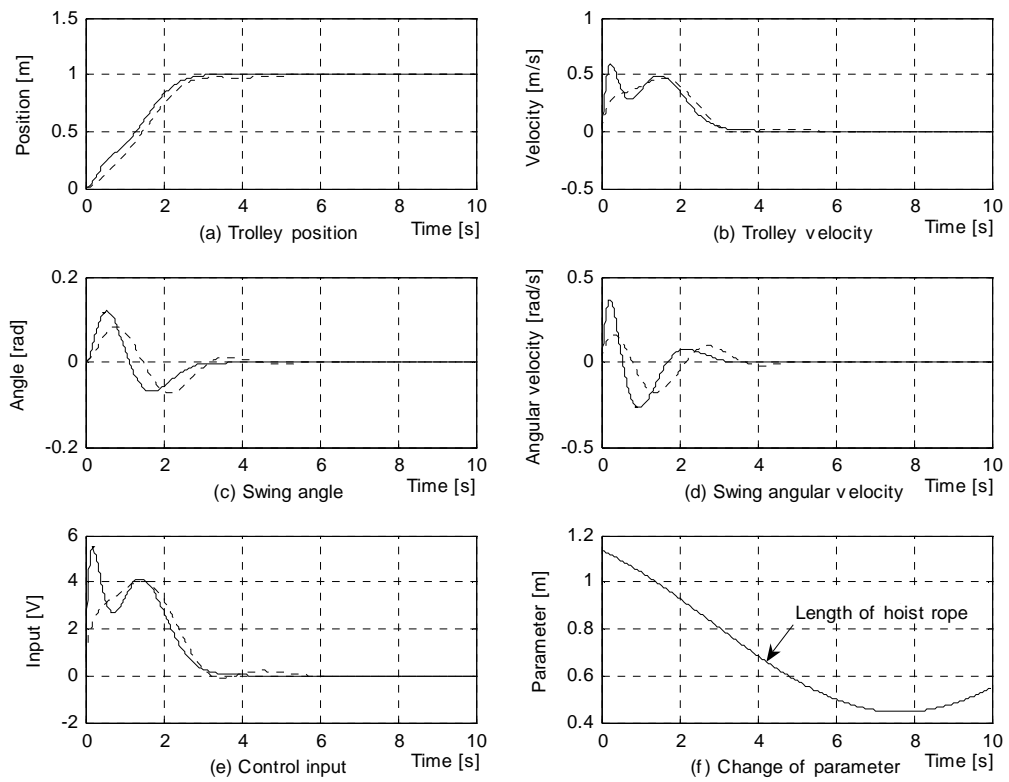 1.5
1
0.5
0
Position [m]
0 2 4 6 8 10
Time [s]
(a) Trolley position
1
0.5
0
-0.5
Velocity [m/s]
0 2 4 6 8 10
Time [s]
(b) Trolley velocity
0.2
0
-0.2
Angle [rad]
0 2 4 6 8 10
Time [s]
(c) Swing angle
0.5
0
-0.5
Angular velocity [rad/s]
0 2 4 6 8 10
Time [s]
(d) Swing angular velocity
6
4
2
0
-2
Input [V]
0 2 4 6 8 10
Time [s]
(e) Control input
1.2
1
0.8
0.6
0.4
Parameter [m]
Length of hoist rope
0 2 4 6 8 10
Time [s]
(f) Change of parameter